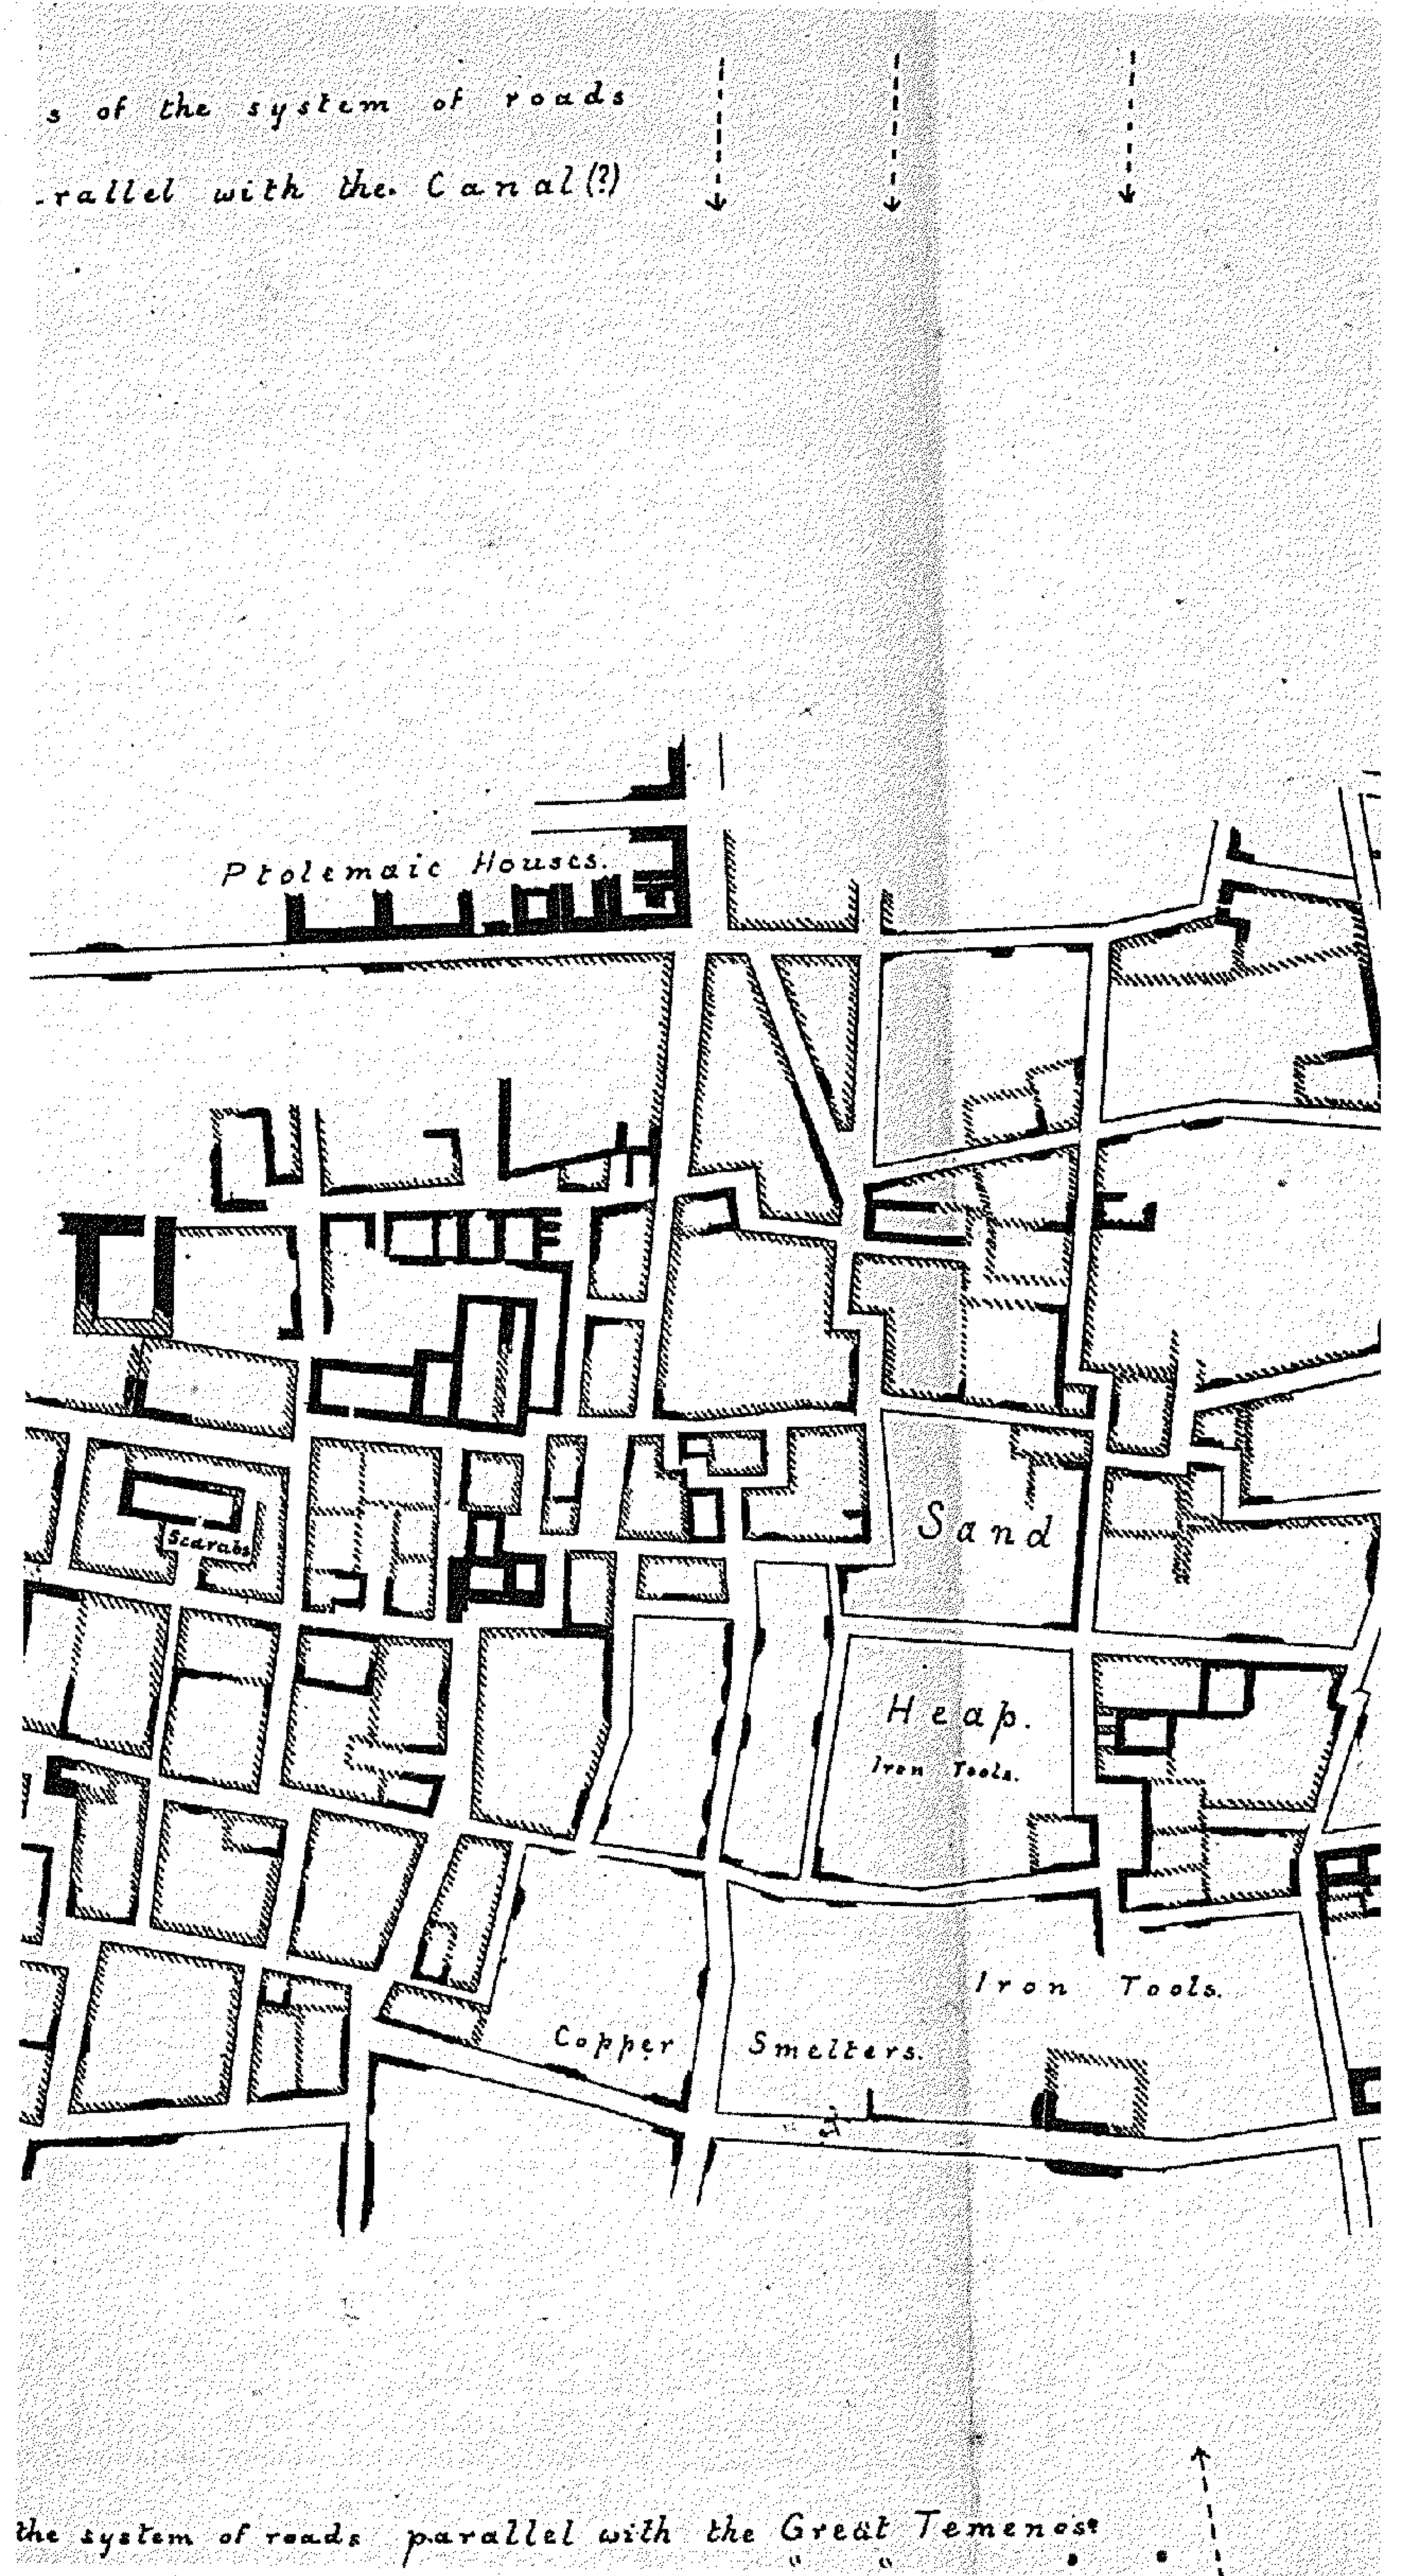 s of the system of roads
rallel with the. Canal (?)
Ptolemaic Houses.
Scarabs
Sand
Heap.
Iron Tools.
Iron Tools.
Copper Smelters.
the system of roads parallel with the Great Temenos
" "